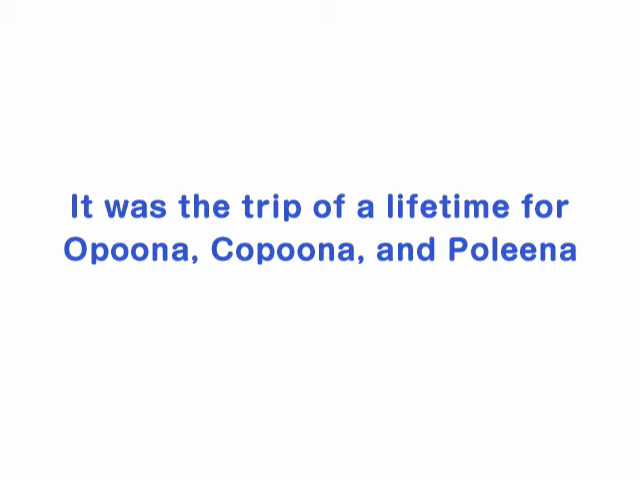 It was the trip of a lifetime for
Opoona, Copoona, and Poleena